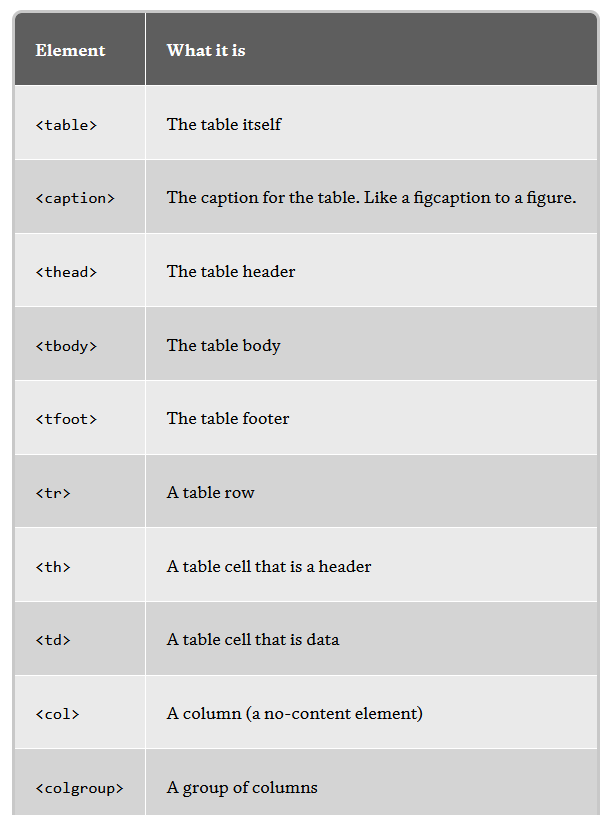 Element What it is
<table> The table itself
<caption> The caption for the table. Like a figcaption to a figure.
<thead> The table header
<tbody> The table body
<tfoot> The table footer
<tr> A table row
<th> A table cell that is a header
<td> A table cell that is data
<col> A column (a no-content element)
<colgroup> A group of columns